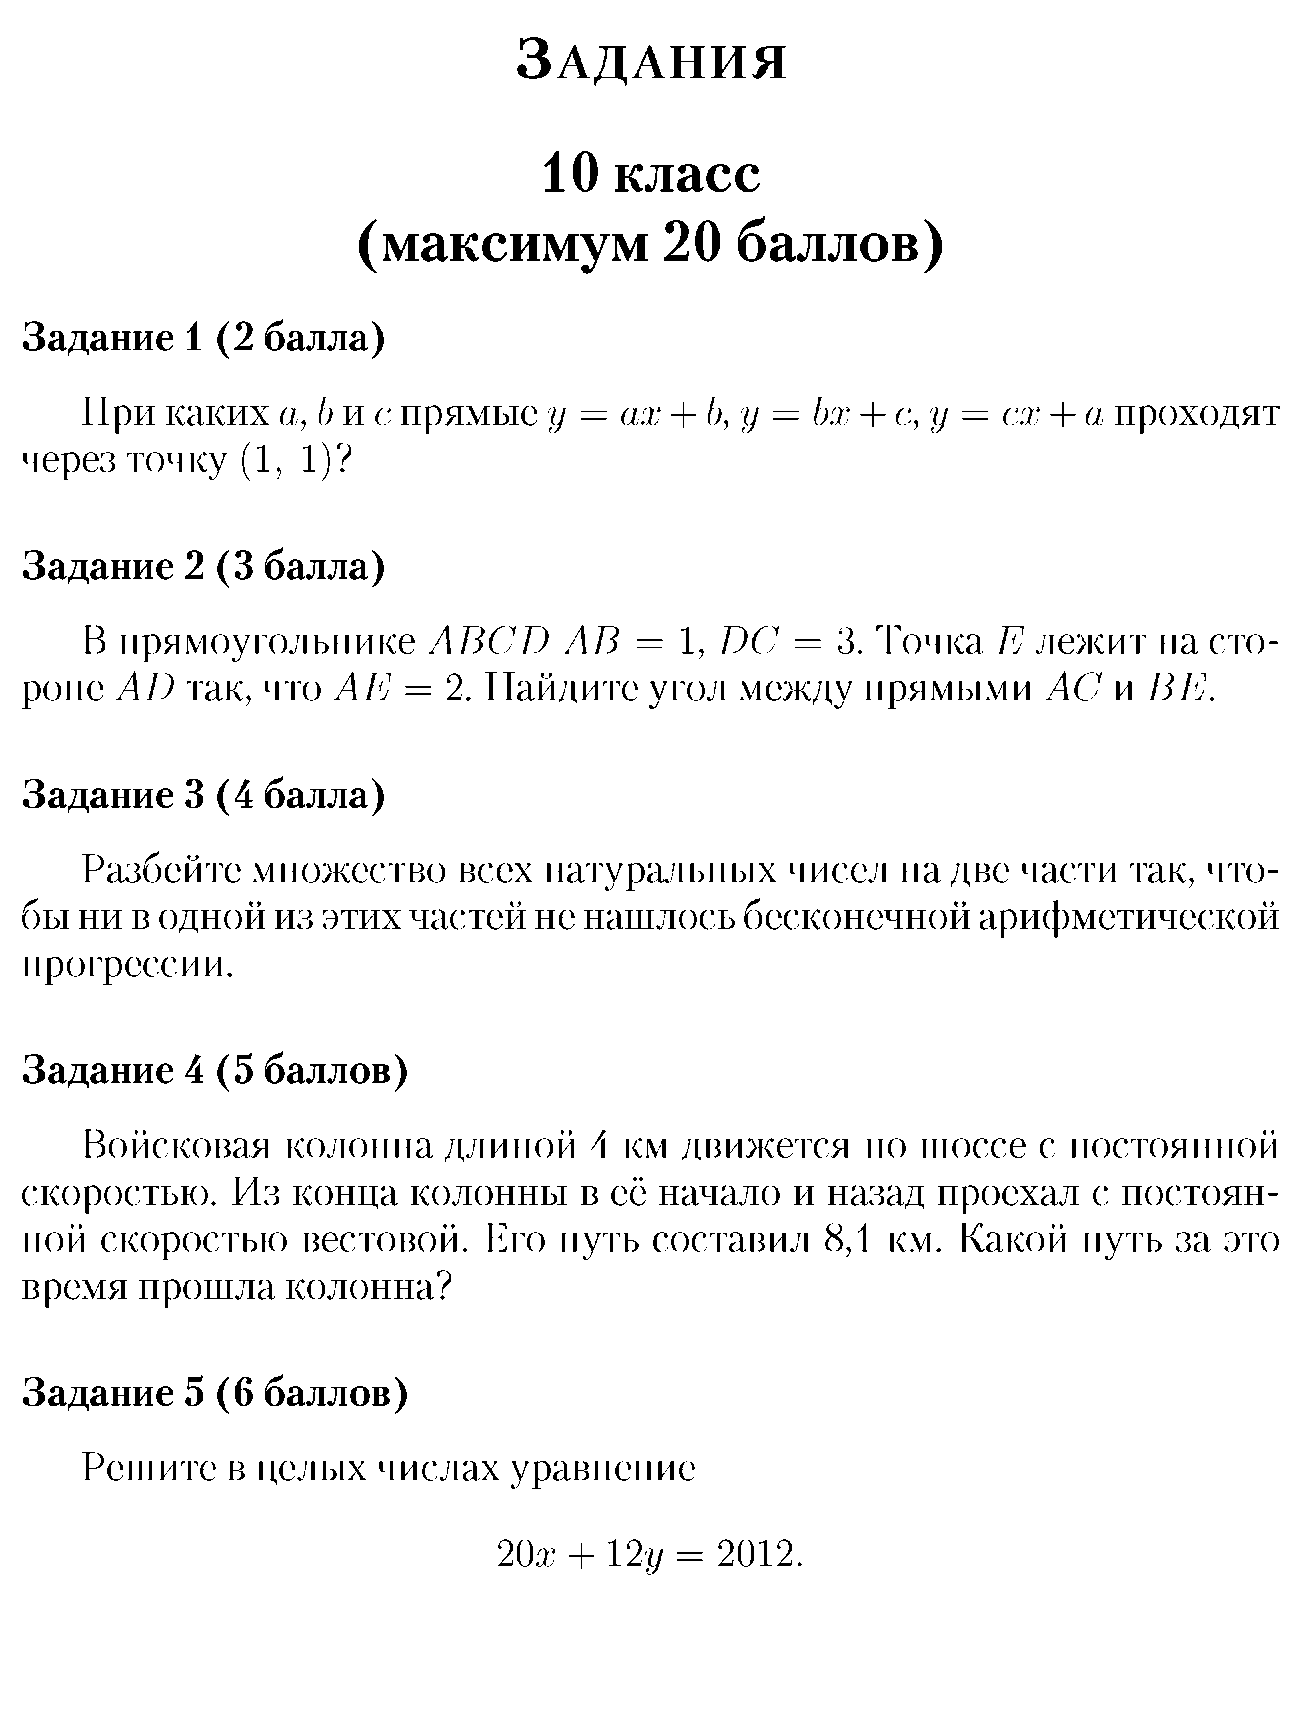 ЗАДАНИЯ
10 класс
(максимум 20 баллов)
Задание 1 (2 балла)
При каких a, b и c прямые y = ax + b, y = bx + c, y = cx + a проходят
через точку (1, 1)?
Задание 2 (3 балла)
В прямоугольнике ABCD AB = 1, DC = 3. Точка E лежит на сто-
роне AD так, что AE = 2. Найдите угол между прямыми AC и BE.
Задание 3 (4 балла)
Разбейте множество всех натуральных чисел на две части так, что-
бы ни в одной из этих частей не нашлось бесконечной арифметической
прогрессии.
Задание 4 (5 баллов)
Войсковая колонна длиной 4 км движется по шоссе с постоянной
скоростью. Из конца колонны в её начало и назад проехал с постоян-
ной скоростью вестовой. Его путь составил 8,1 км. Какой путь за это
время прошла колонна?
Задание 5 (6 баллов)
Решите в целых числах уравнение
20x + 12y = 2012.